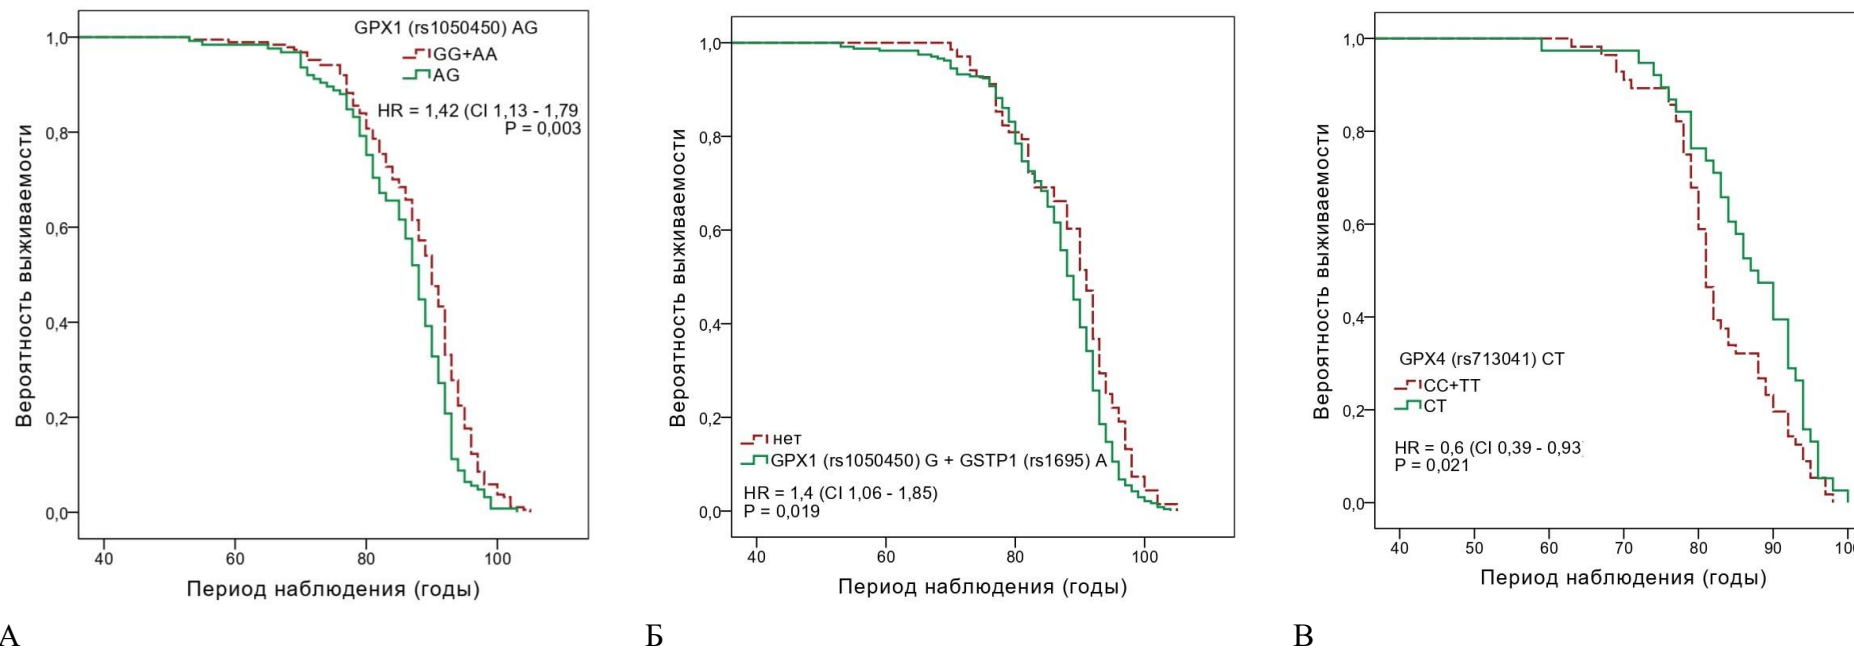 GPX1 (rs1050450) AG
GG+AA
AG
HR = 1,42 (CI 1,13 - 1,79
P = 0,003
Вероятность выживаемости
1,0
0,8
0,6
0,4
0,2
0,0
40 60 80 100
Период наблюдения (годы)
А
Вероятность выживаемости
1,0
0,8
0,6
0,4
0,2
0,0
нет
GPX1 (rs1050450) G + GSTP1 (rs1695) A
HR = 1,4 (CI 1,06 - 1,85)
P = 0,019
40 60 80 100
Период наблюдения (годы)
Б
Вероятность выживаемости
1,0
0,8
0,6
0,4
0,2
0,0
GPX4 (rs713041) CT
CC+TT
CT
HR = 0,6 (CI 0,39 - 0,93
P = 0,021
40 50 60 70 80 90
Период наблюдения (годы)
В